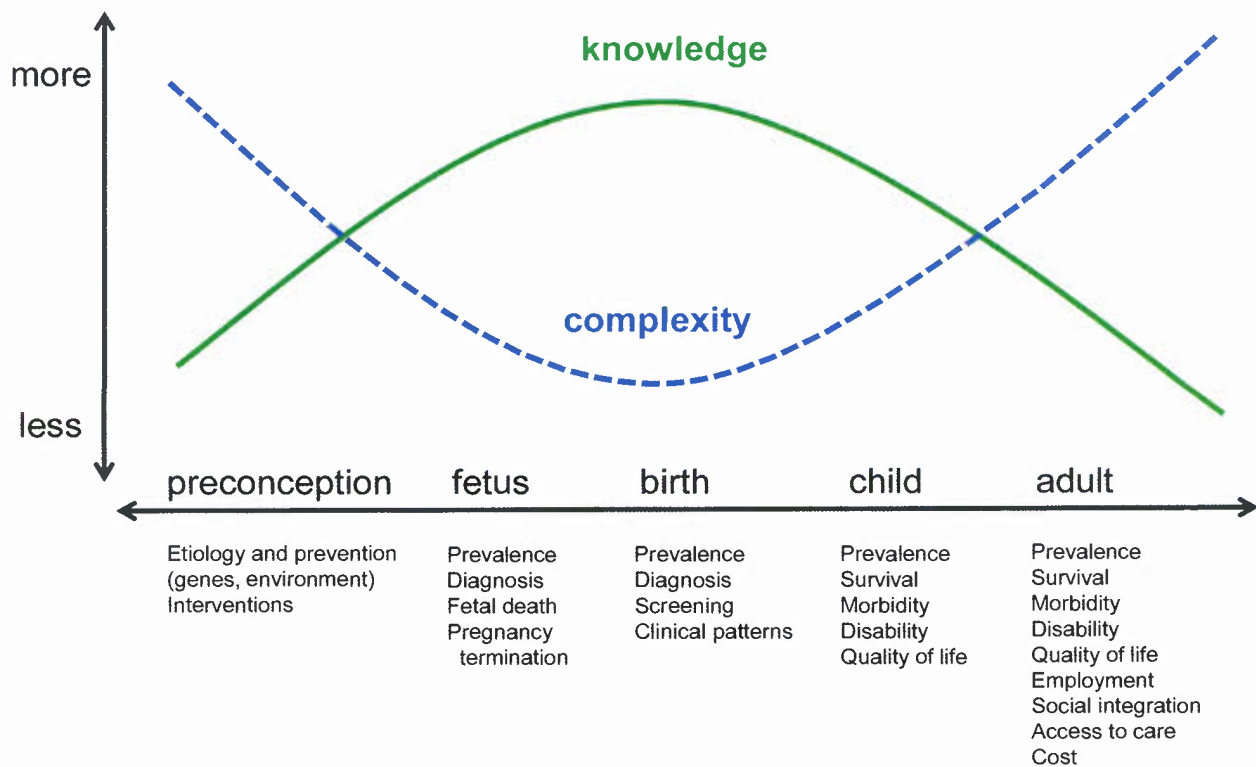 knowledge
more
complexity
less
preconception
fetus
birth
child
adult
Etiology and prevention
(genes, environment)
Interventions
Prevalence
Diagnosis
Fetal death
Pregnancy
termination
Prevalence
Diagnosis
Screening
Clinical patterns
Prevalence
Survival
Morbidity
Disability
Quality of life
Prevalence
Survival
Morbidity
Disability
Quality of life
Employment
Social integration
Access to care
Cost